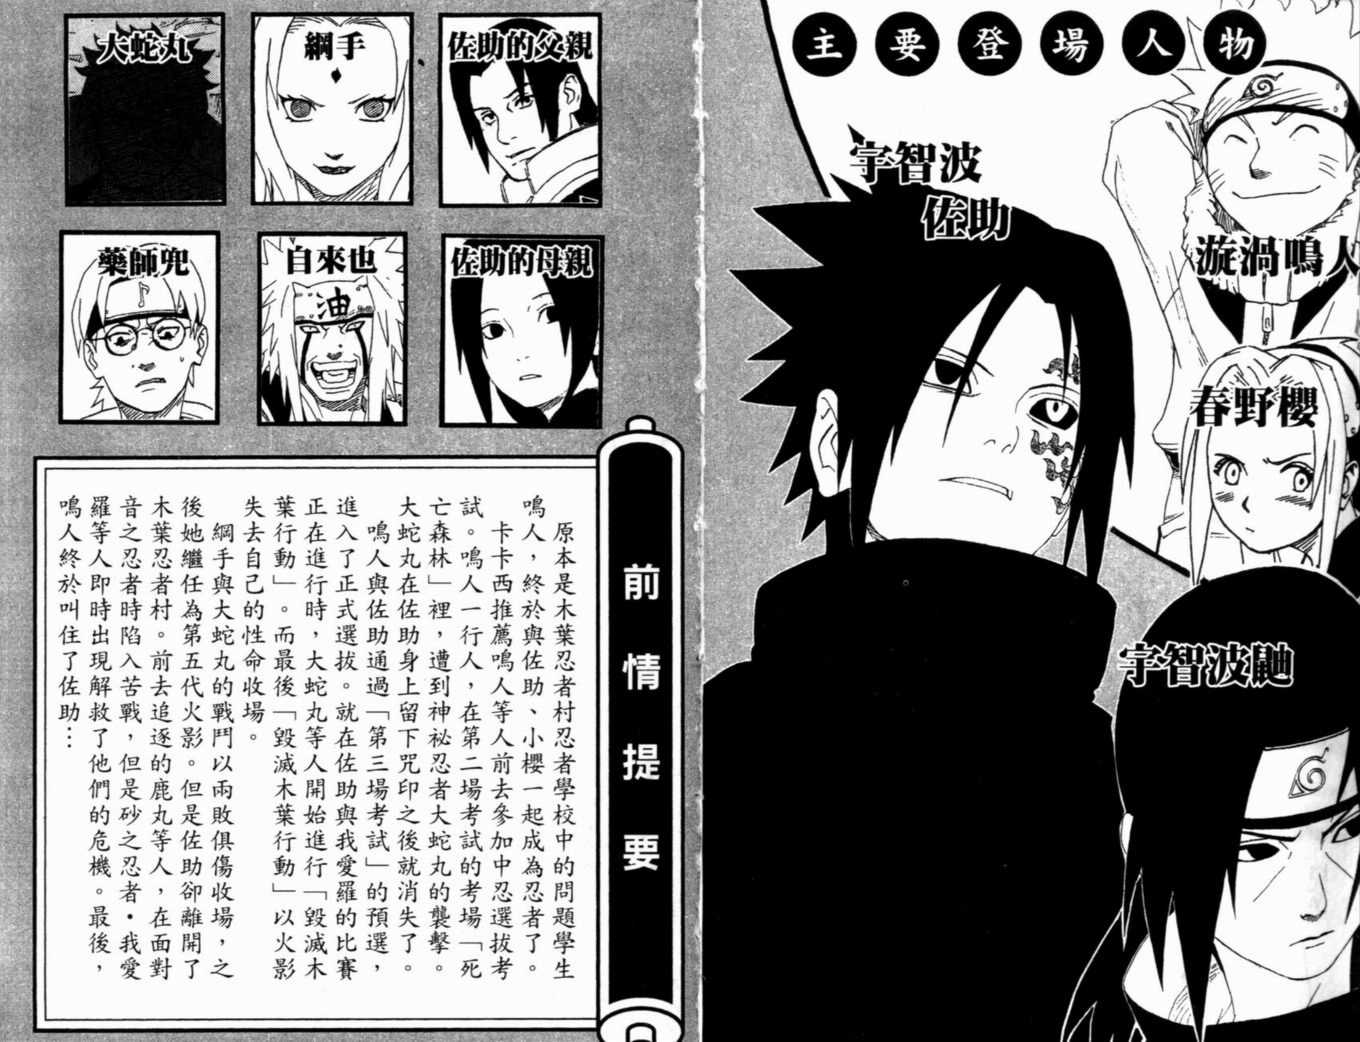 主要登場人物
漩渦鳴人
宇智波
佐助
春野櫻
宇智波鼬
佐助的父親
綱手
大蛇丸
佐助的母親
自來也
油
藥師兜
前情提要
原本是木葉忍者村忍者學校中的問題學生
鳴人，終於與佐助、小櫻一起成為忍者了。
卡卡西推薦鳴人等人前去參加中忍選拔考
試。鳴人一行人，在第二場考試的考場「死
亡森林」裡，遭到神祕忍者大蛇丸的襲擊。
大蛇丸在佐助身上留下咒印之後就消失了。
鳴人與佐助通過「第三場考試」的預選，
進入了正式選拔。就在佐助與我愛羅的比賽
正在進行時，大蛇丸等人開始進行「毀滅木
葉行動」。而最後「毀滅木葉行動」以火影
失去自己的性命收場。
綱手與大蛇丸的戰鬥以兩敗俱傷收場，之
後她繼任為第五代火影。但是佐助卻離開了
木葉忍者村。前去追逐的鹿丸等人，在面對
音之忍者時陷入苦戰，但是砂之忍者・我愛
羅等人即時出現解救了他們的危機。最後，
鳴人終於叫住了佐助…